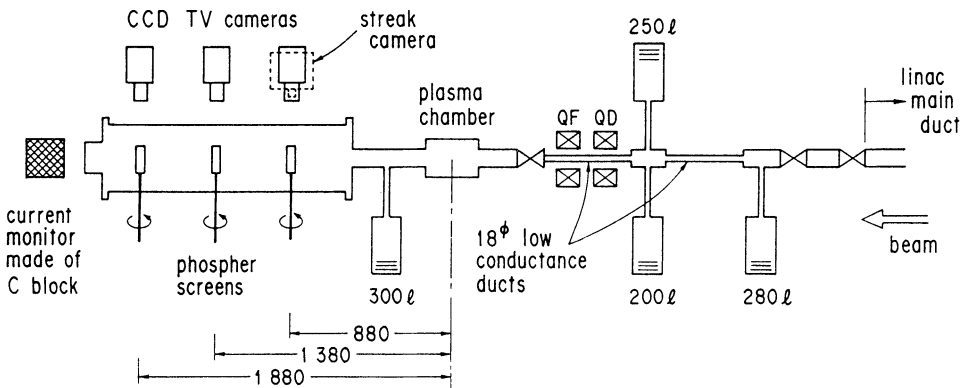 CCD TV cameras
streak
camera
250ℓ
linac
main
duct
plasma
chamber
QF
QD
current
monitor
made of
C block
phospher
screens
300ℓ
18ϕ low
conductance
ducts
200ℓ
280ℓ
beam
880
1 380
1 880